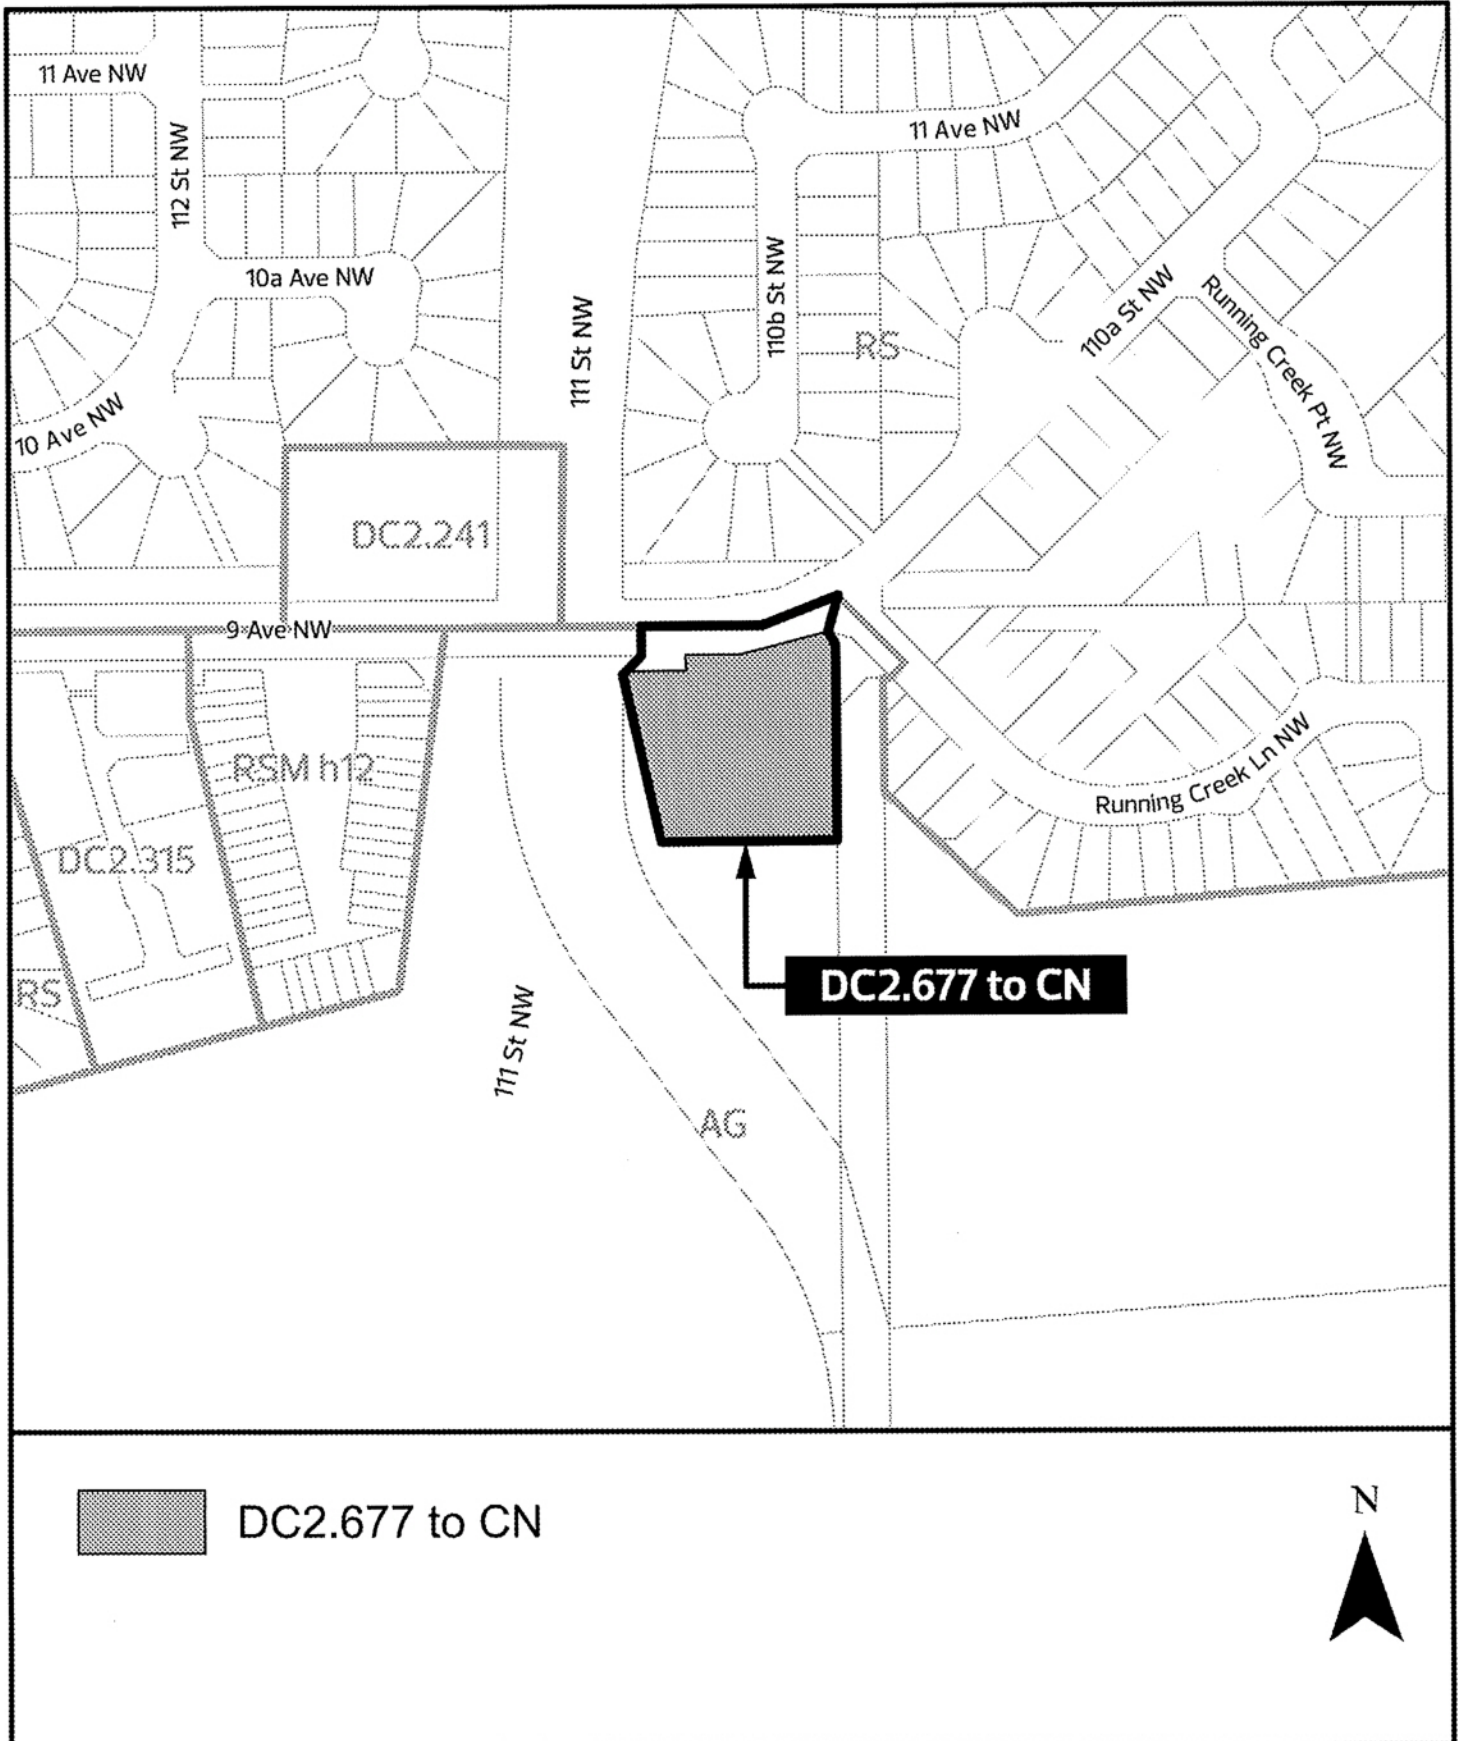 11 Ave NW
112 St NW
11 Ave NW
10a Ave NW
111 St NW
110b St NW
RS
110a St NW
Running Creek Pt NW
10 Ave NW
DC2.241
9 Ave NW
RSM h12
DC2.315
Running Creek Ln NW
RS
DC2.677 to CN
111 St NW
AG
DC2.677 to CN
N